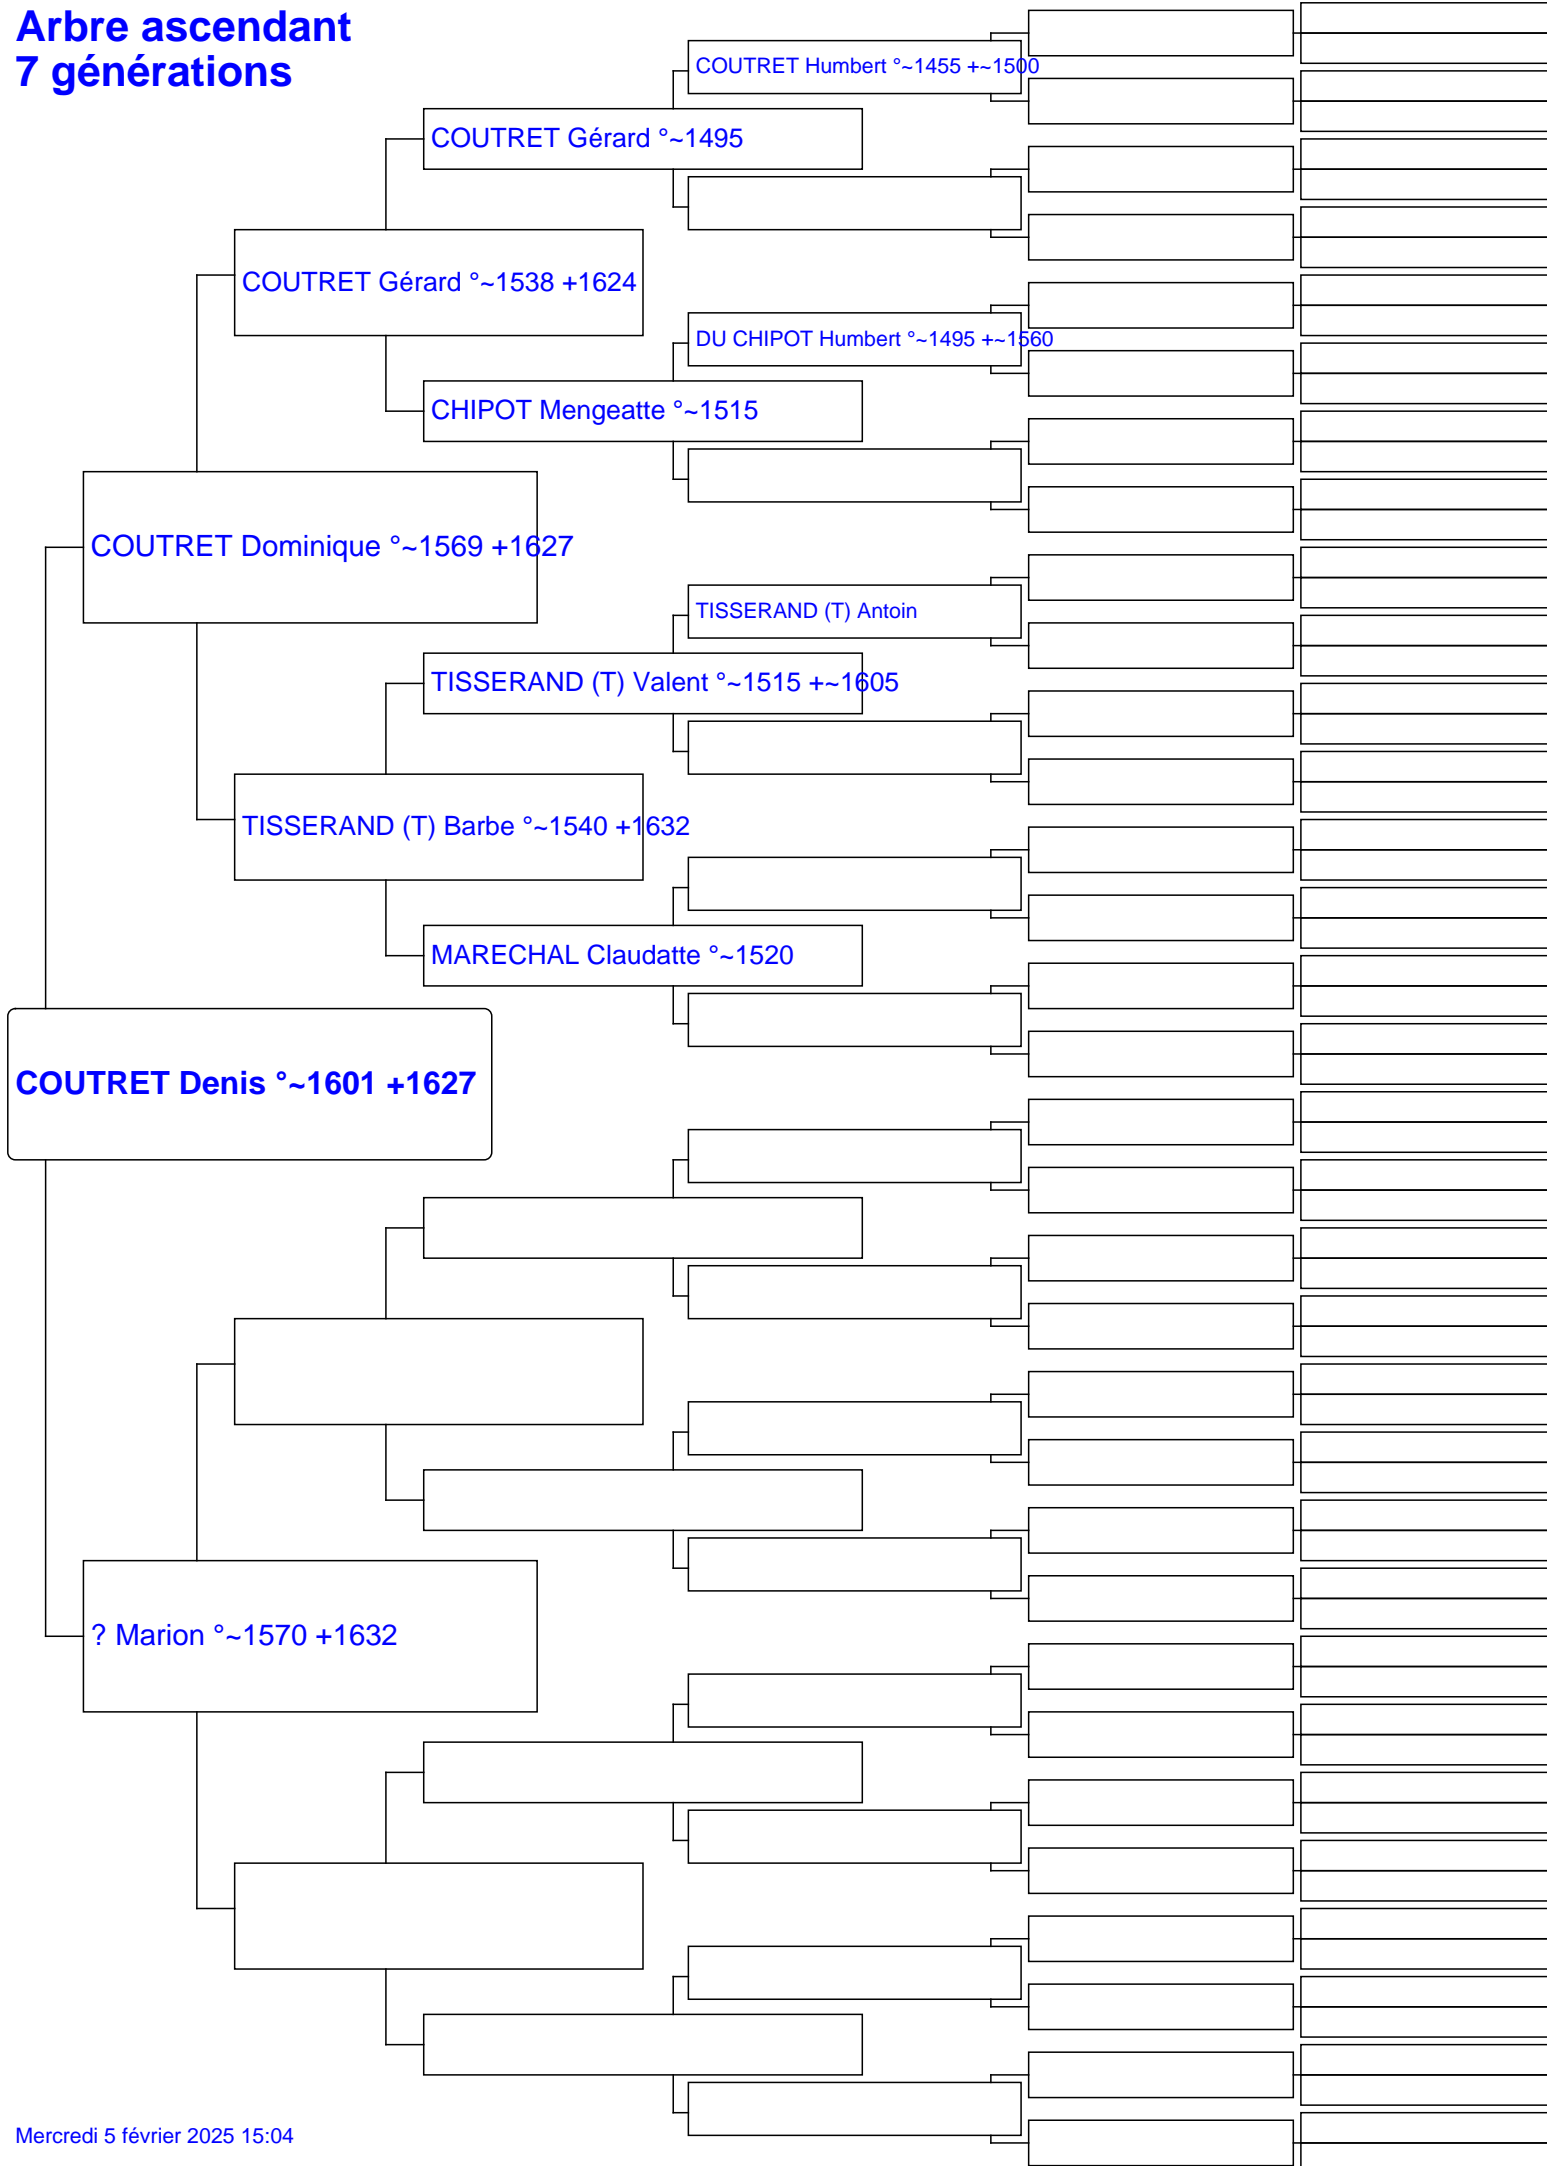 Arbre ascendant
7 générations
COUTRET Humbert °~1455 +~1500
COUTRET Gérard °~1495
COUTRET Gérard °~1538 +1624
DU CHIPOT Humbert °~1495 +~1560
CHIPOT Mengeatte °~1515
COUTRET Dominique °~1569 +1627
TISSERAND (T) Antoin
TISSERAND (T) Valent °~1515 +~1605
TISSERAND (T) Barbe °~1540 +1632
MARECHAL Claudatte °~1520
COUTRET Denis °~1601 +1627
? Marion °~1570 +1632
Mercredi 5 février 2025 15:04